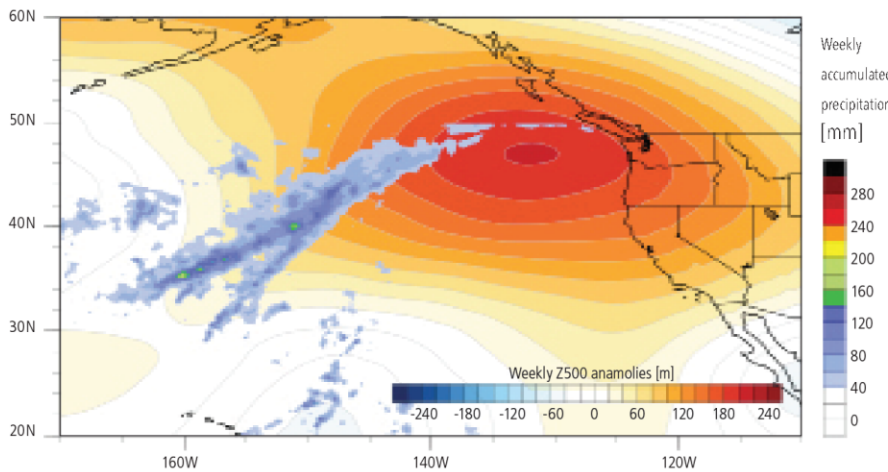 60N
50N
40N
30N
20N
160W
140W
120W
Weekly Z500 anamolies [m]
-240 -180 -120 -60 0 60 120 180 240
Weekly
accumulated
precipitation
[mm]
280
240
200
160
120
80
40
0